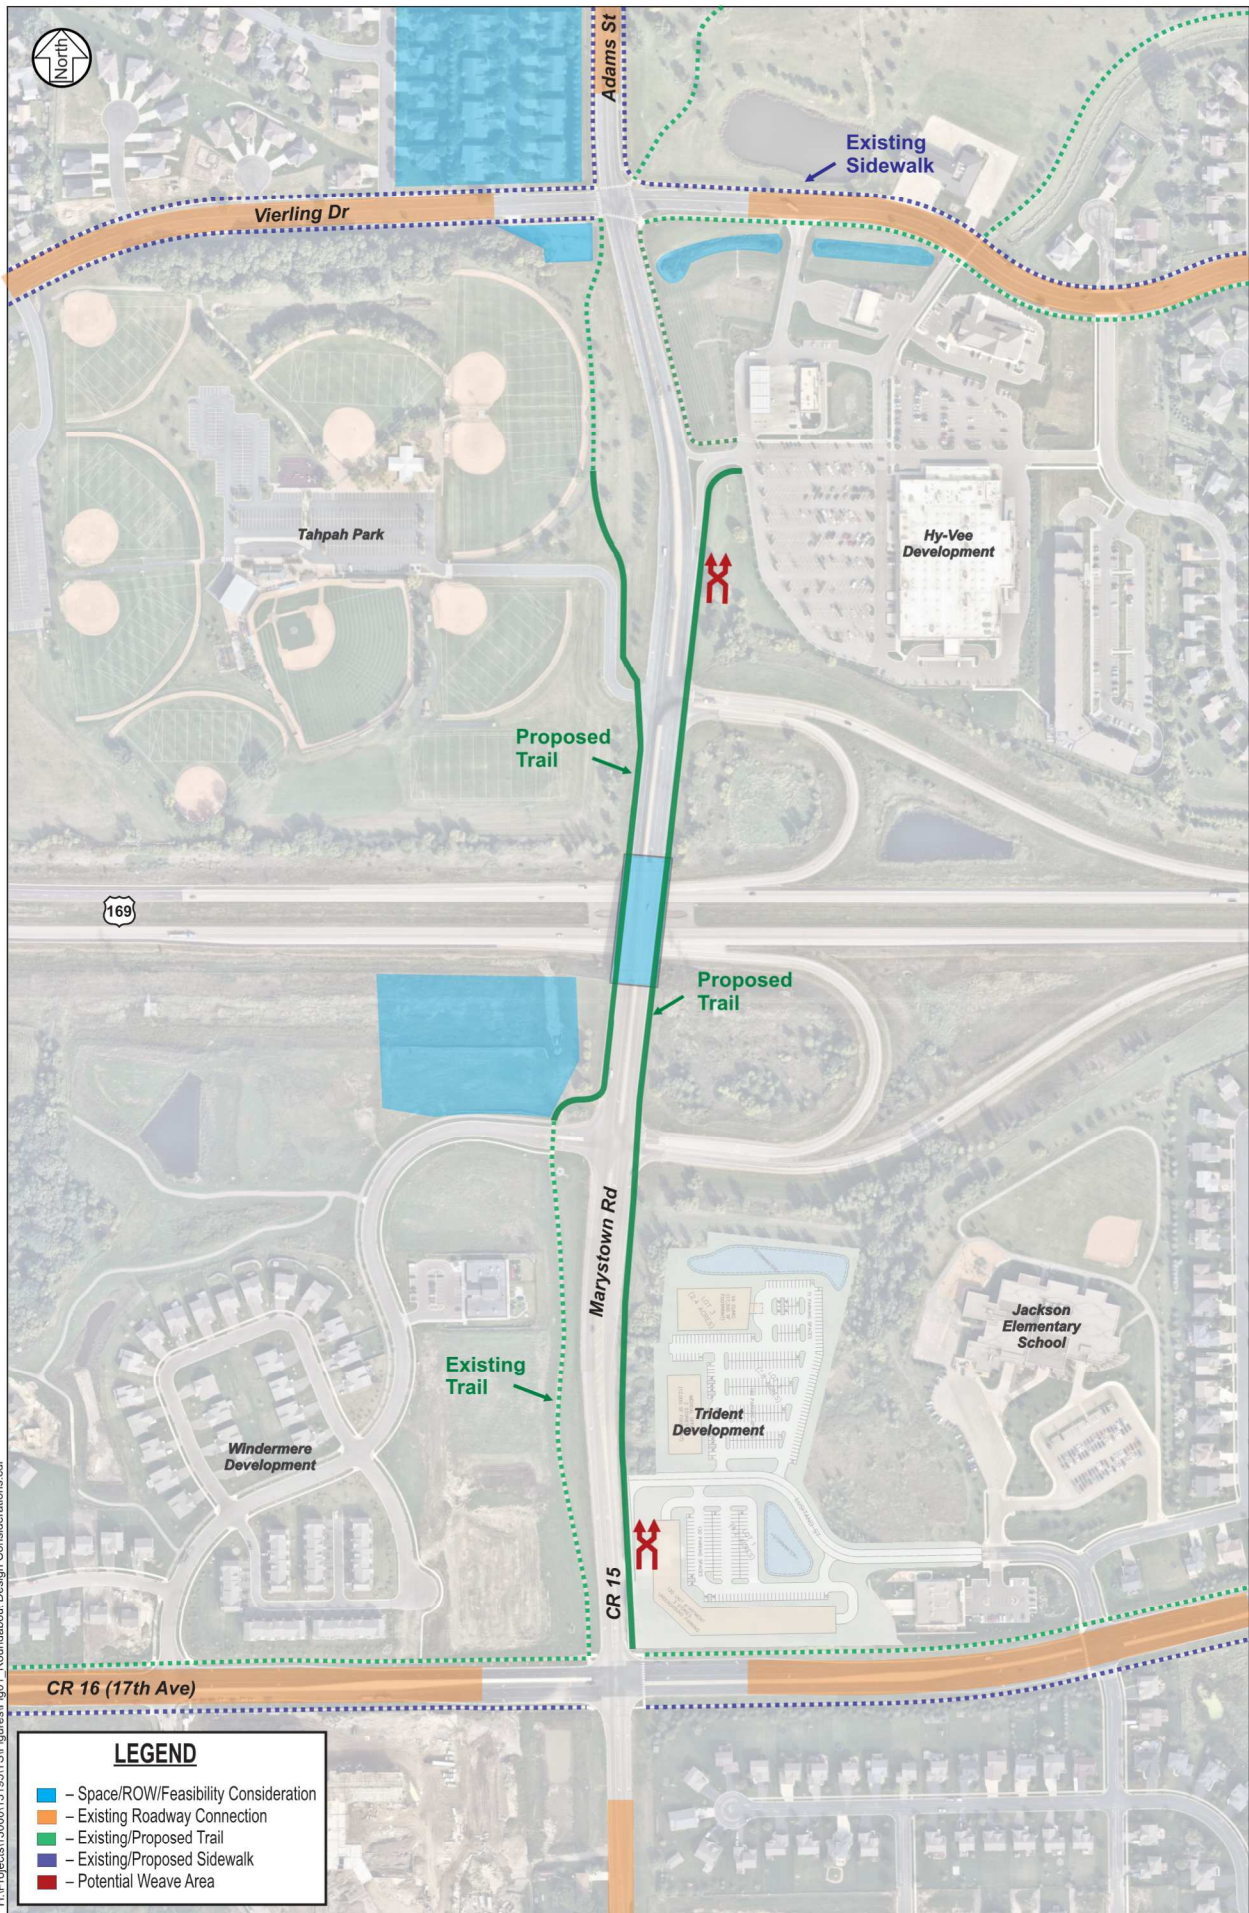 North
Adams St
Existing
Sidewalk
Vierling Dr
Tahpah Park
Hy-Vee
Development
Proposed
Trail
169
Proposed
Trail
Marystown Rd
Jackson
Elementary
School
Existing
Trail
Trident
Development
Windermere
Development
CR 15
CR 16 (17th Ave)
LEGEND
– Space/ROW/Feasibility Consideration
– Existing Roadway Connection
– Existing/Proposed Trail
– Existing/Proposed Sidewalk
– Potential Weave Area